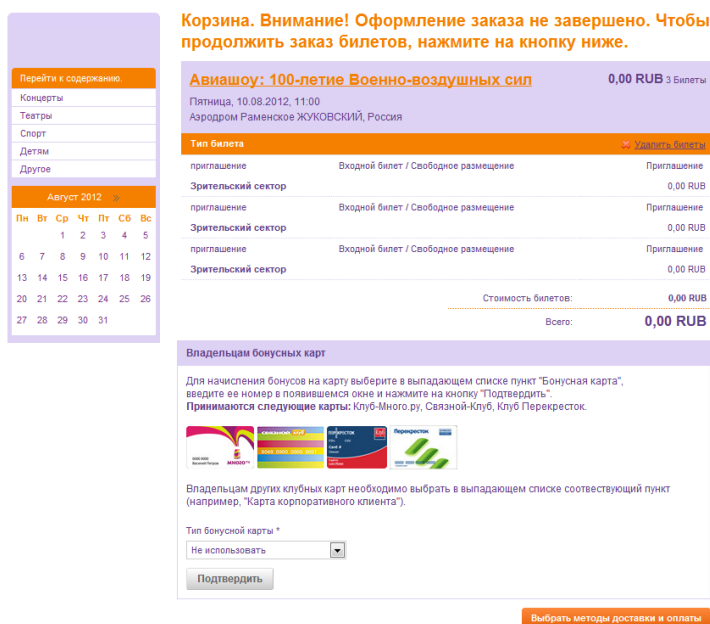 Корзина. Внимание! Оформление заказа не завершено. Чтобы
продолжить заказ билетов, нажмите на кнопку ниже.
Перейти к содержанию.
Концерты
Театры
Спорт
Детям
Другое
Август 2012 »
Пн Вт Ср Чт Пт Сб Вс
1 2 3 4 5
6 7 8 9 10 11 12
13 14 15 16 17 18 19
20 21 22 23 24 25 26
27 28 29 30 31
Авиашоу: 100-летие Военно-воздушных сил 0,00 RUB 3 Билеты
Пятница, 10.08.2012, 11:00
Аэродром Раменское ЖУКОВСКИЙ, Россия
Тип билета Удалить билеты
приглашение Входной билет / Свободное размещение Приглашение
Зрительский сектор 0,00 RUB
приглашение Входной билет / Свободное размещение Приглашение
Зрительский сектор 0,00 RUB
приглашение Входной билет / Свободное размещение Приглашение
Зрительский сектор 0,00 RUB
Стоимость билетов: 0,00 RUB
Всего: 0,00 RUB
Владельцам бонусных карт
Для начисления бонусов на карту выберите в выпадающем списке пункт "Бонусная карта",
введите ее номер в появившемся окне и нажмите на кнопку "Подтвердить".
Принимаются следующие карты: Клуб-Много.ру, Связной-Клуб, Клуб Перекресток.
МНОГО
СВЯЗНОЙ
ПЕРЕКРЕСТОК
Перекресток
Владельцам других клубных карт необходимо выбрать в выпадающем списке соотвествующий пункт
(например, "Карта корпоративного клиента").
Тип бонусной карты *
Не использовать
Подтвердить
Выбрать методы доставки и оплаты